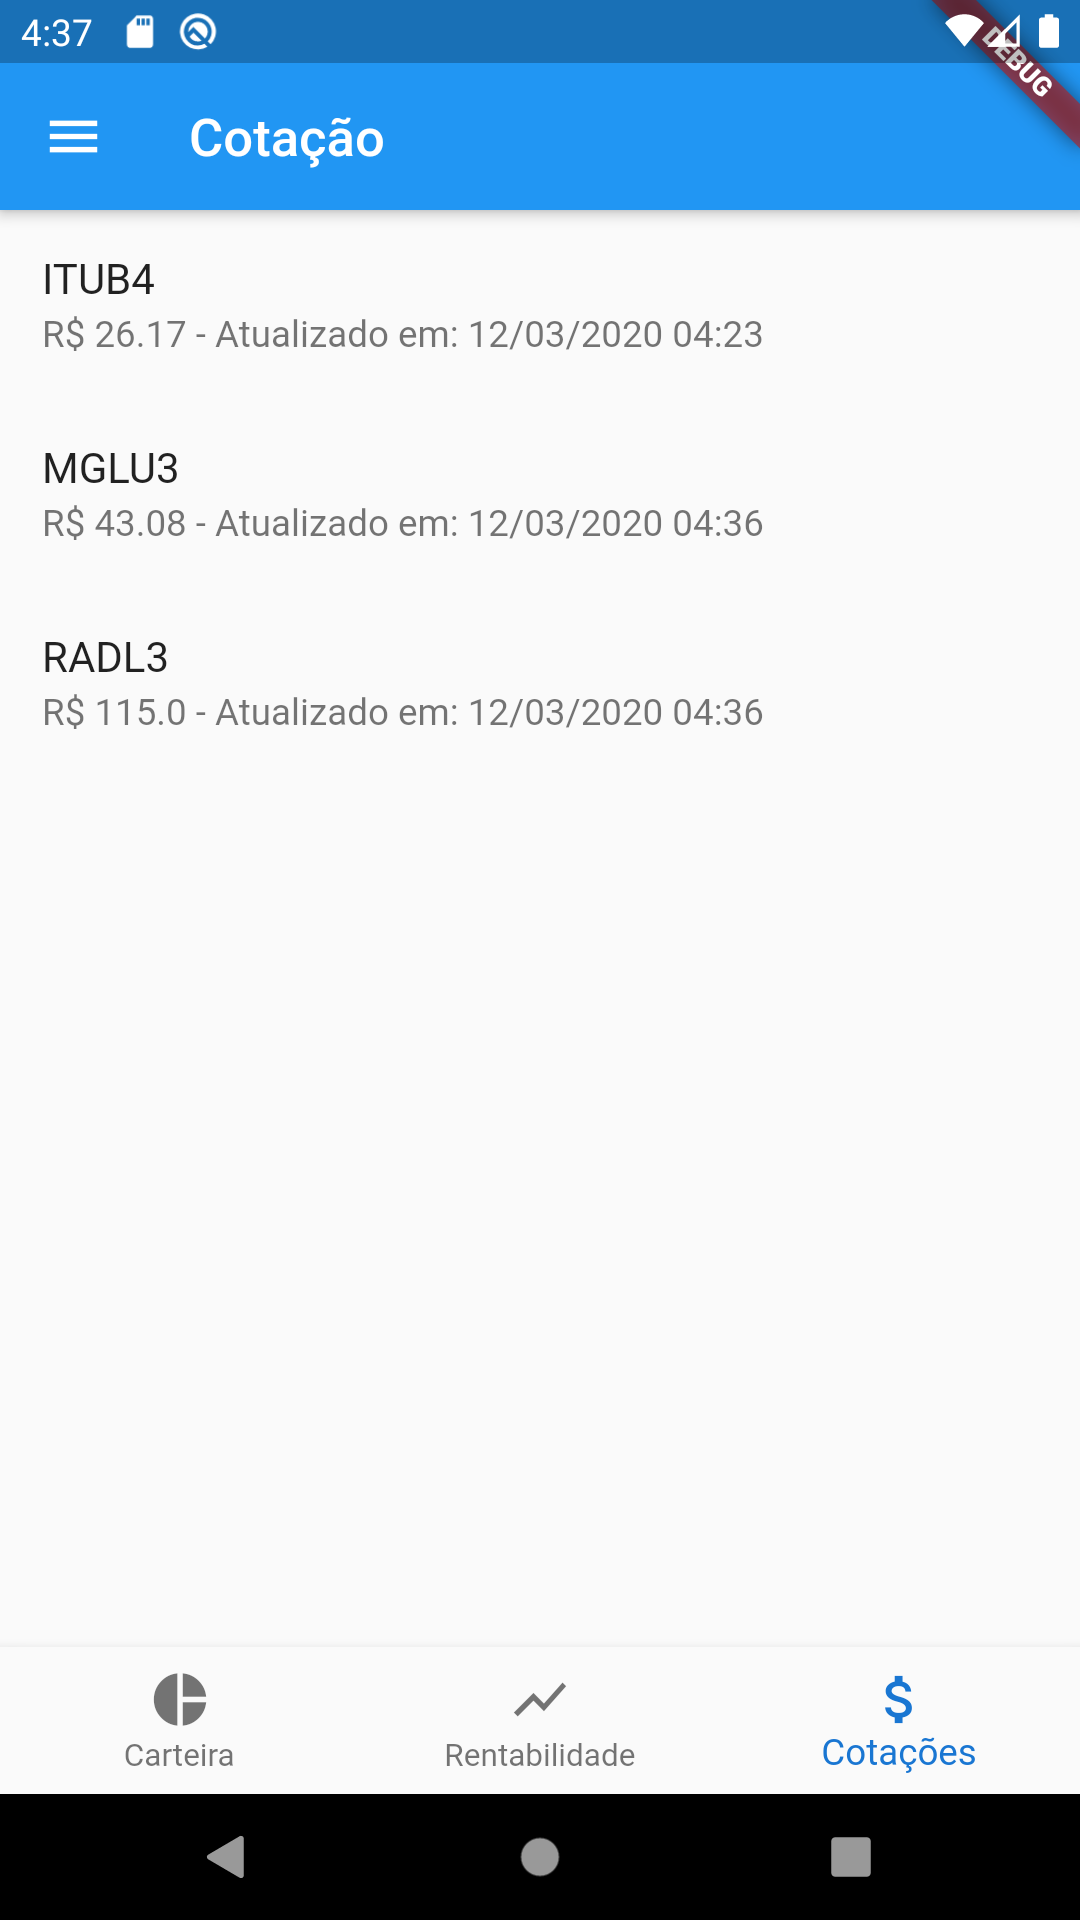 4:37
DEBUG
Cotação
ITUB4
R$ 26.17 - Atualizado em: 12/03/2020 04:23
MGLU3
R$ 43.08 - Atualizado em: 12/03/2020 04:36
RADL3
R$ 115.0 - Atualizado em: 12/03/2020 04:36
Carteira
Rentabilidade
Cotações